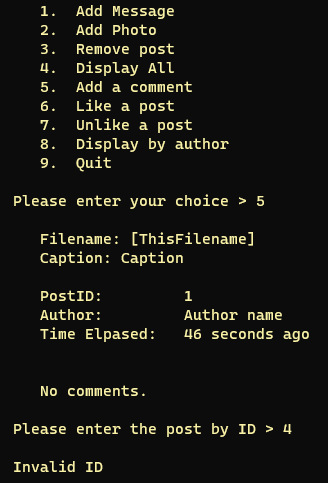 1. Add Message
2. Add Photo
3. Remove post
4. Display All
5. Add a comment
6. Like a post
7. Unlike a post
8. Display by author
9. Quit
Please enter your choice > 5
Filename: [ThisFilename]
Caption: Caption
PostID: 1
Author: Author name
Time Elpased: 46 seconds ago
No comments.
Please enter the post by ID > 4
Invalid ID